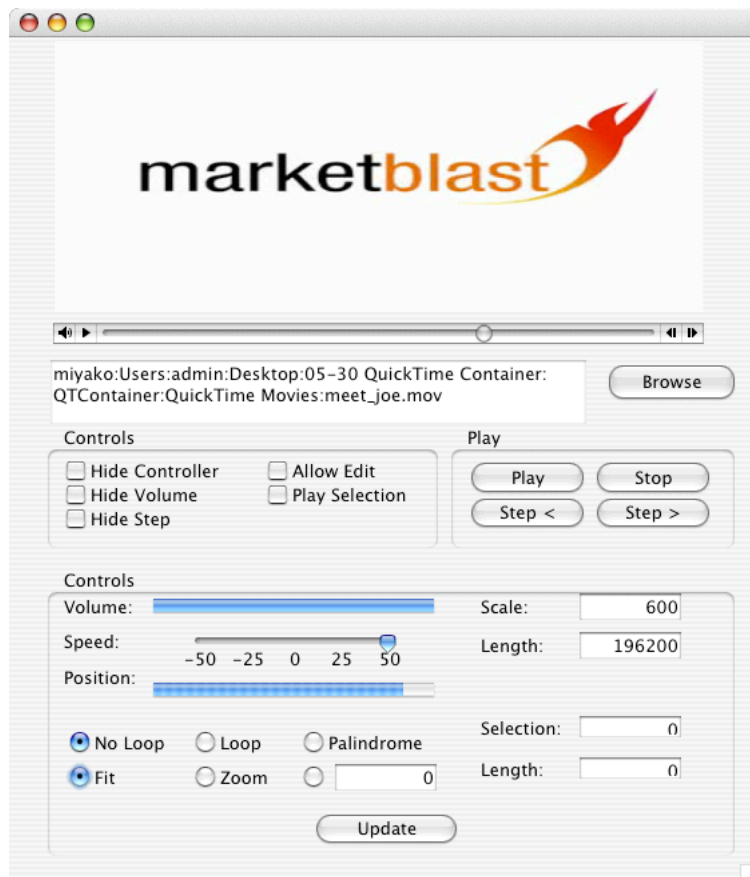 marketblast
miyako:Users:admin:Desktop:05-30 QuickTime Container:
QTContainer:QuickTime Movies:meet_joe.mov
Browse
Controls
Play
Hide Controller
Allow Edit
Play
Stop
Hide Volume
Play Selection
Hide Step
Step <
Step >
Controls
Volume:
Scale: 600
Speed:
-50 -25 0 25 50
Length: 196200
Position:
Selection: 0
No Loop Loop Palindrome
Fit Zoom 0
Length: 0
Update